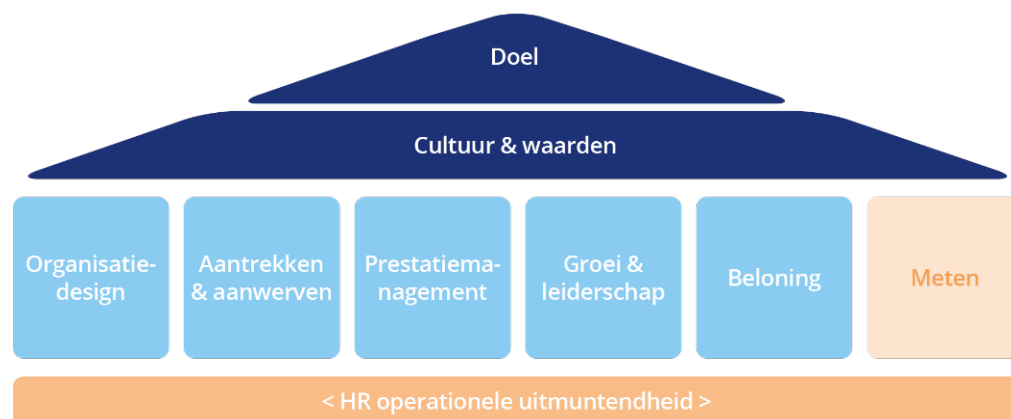 Doel
Cultuur & waarden
Organisatie-
design
Aantrekken
& aanwerven
Prestatiema-
nagement
Groei &
leiderschap
Beloning
Meten
< HR operationele uitmuntendheid >